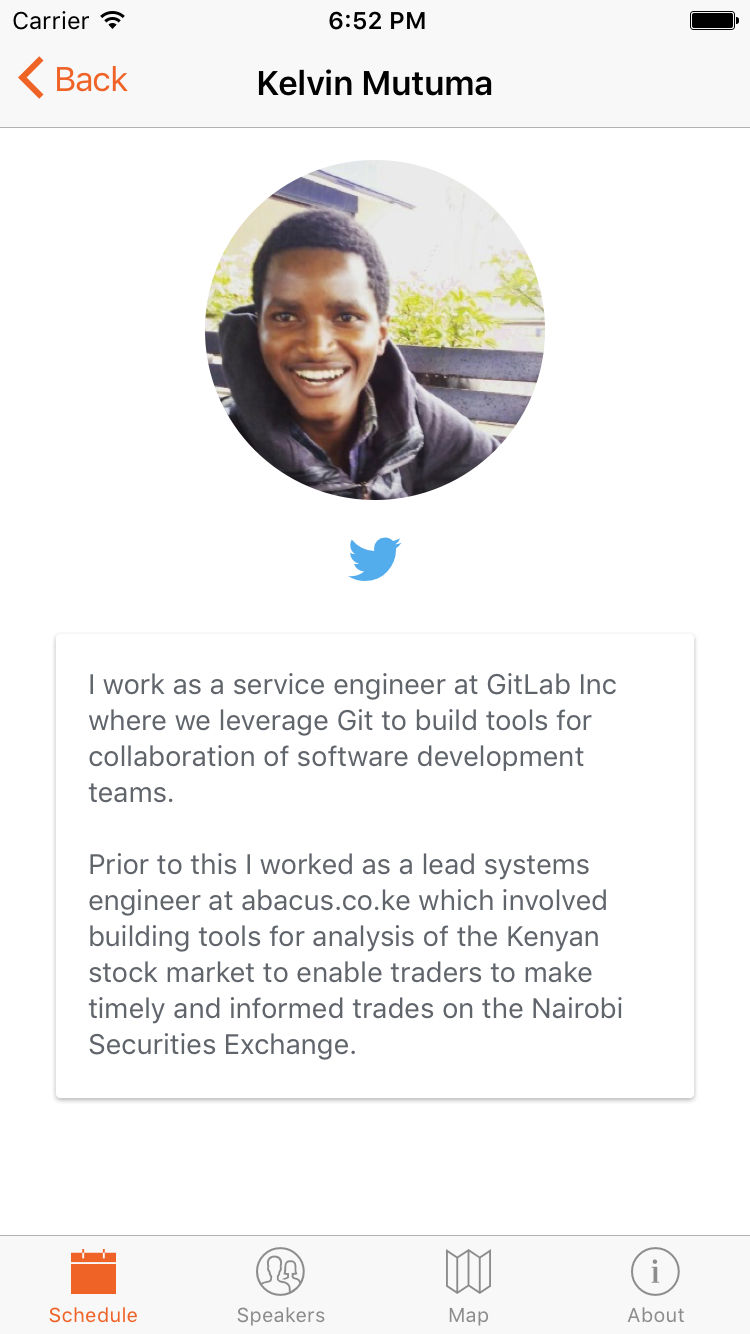 Carrier 6:52 PM
Back Kelvin Mutuma
I work as a service engineer at GitLab Inc
where we leverage Git to build tools for
collaboration of software development
teams.
Prior to this I worked as a lead systems
engineer at abacus.co.ke which involved
building tools for analysis of the Kenyan
stock market to enable traders to make
timely and informed trades on the Nairobi
Securities Exchange.
Schedule Speakers Map About